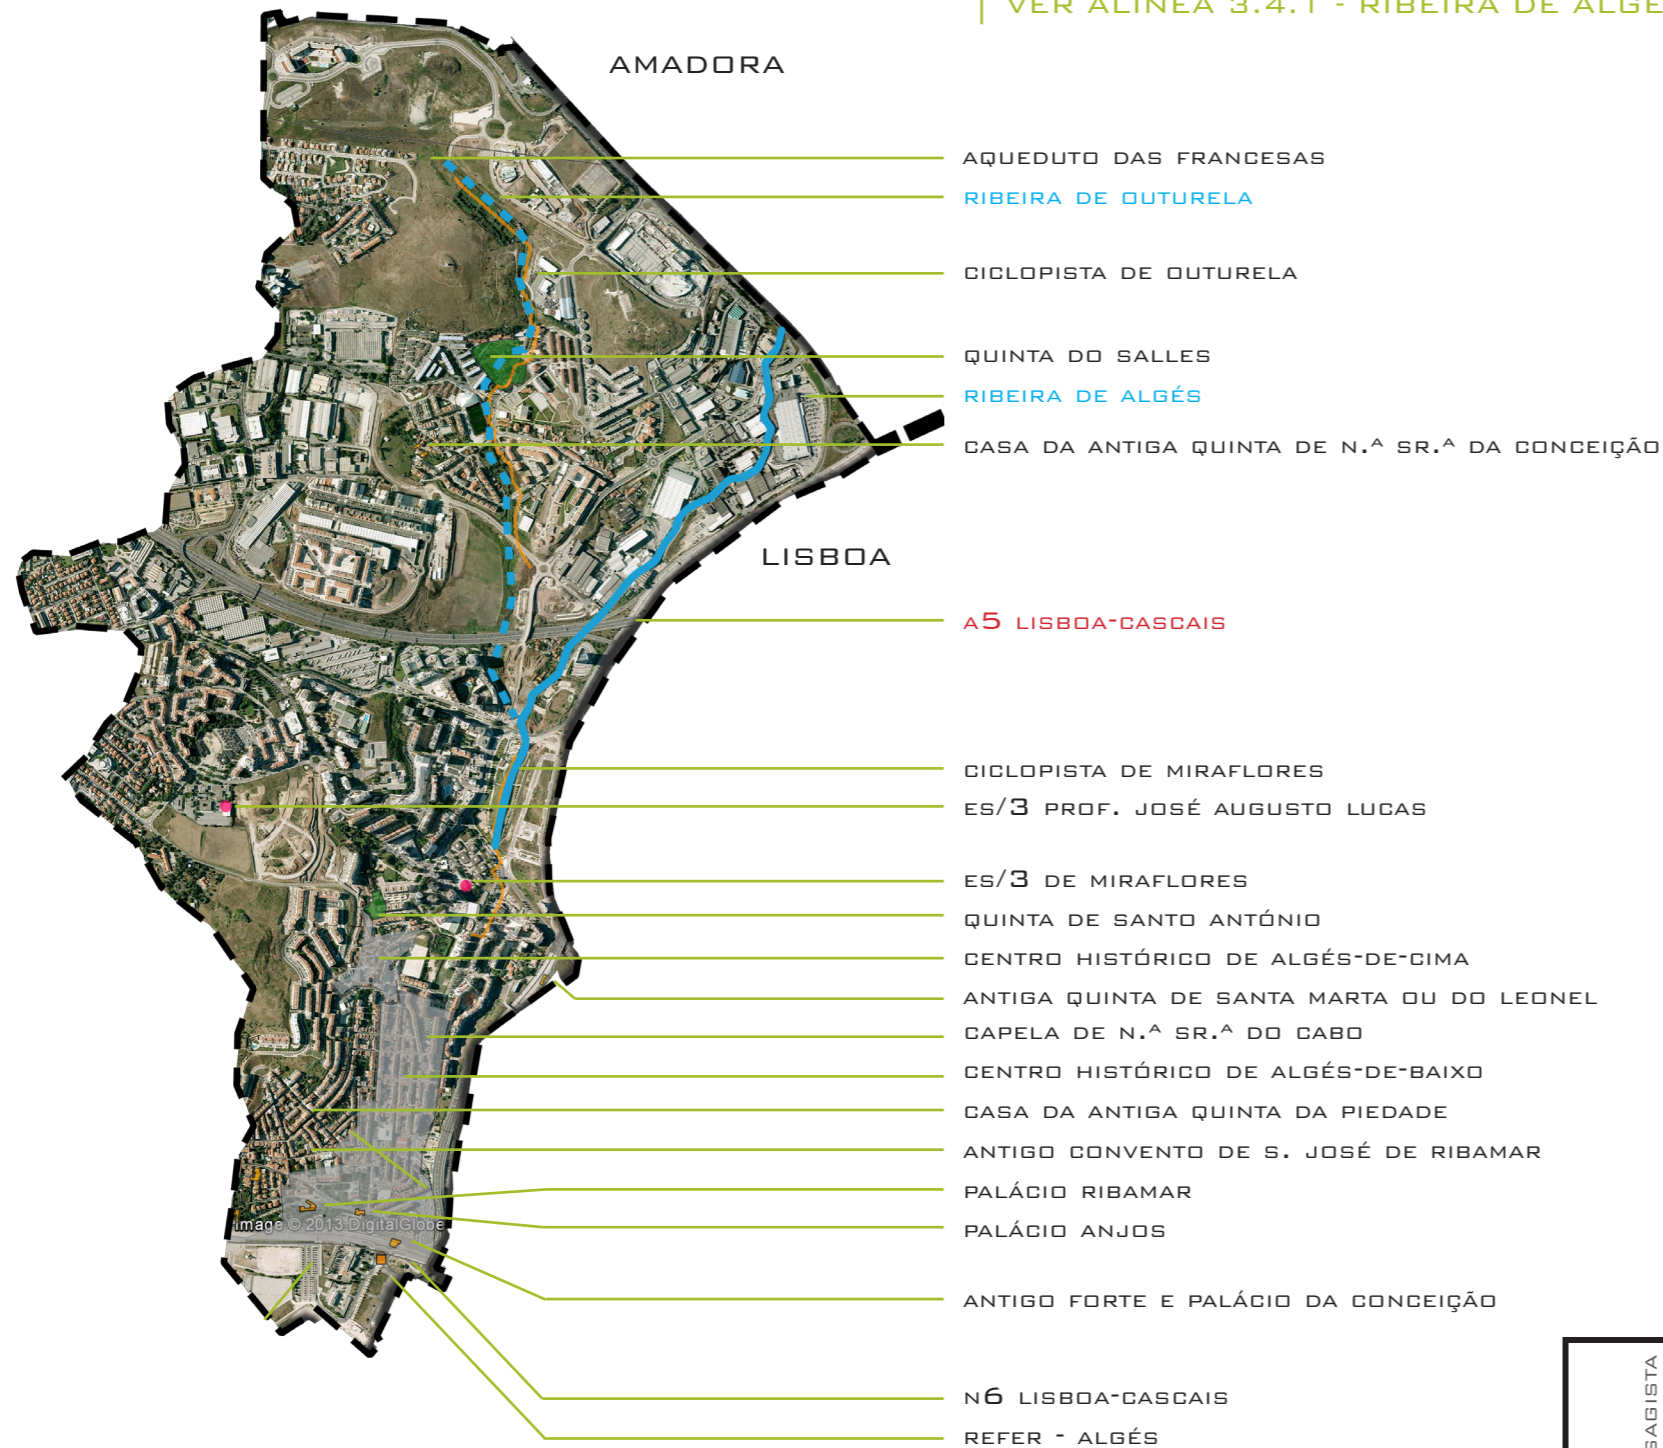 VER ALÍNEA 3.4.1 - RIBEIRA DE ALGÉ
AMADORA
AQUEDUTO DAS FRANCESAS
RIBEIRA DE OUTURELA
CICLOPISTA DE OUTURELA
QUINTA DO SALLES
RIBEIRA DE ALGÉS
CASA DA ANTIGA QUINTA DE N.ª SR.ª DA CONCEIÇÃO
LISBOA
A5 LISBOA-CASCAIS
CICLOPISTA DE MIRAFLORES
ES/3 PROF. JOSÉ AUGUSTO LUCAS
ES/3 DE MIRAFLORES
QUINTA DE SANTO ANTÓNIO
CENTRO HISTÓRICO DE ALGÉS-DE-CIMA
ANTIGA QUINTA DE SANTA MARTA OU DO LEONEL
CAPELA DE N.ª SR.ª DO CABO
CENTRO HISTÓRICO DE ALGÉS-DE-BAIXO
CASA DA ANTIGA QUINTA DA PIEDADE
ANTIGO CONVENTO DE S. JOSÉ DE RIBAMAR
PALÁCIO RIBAMAR
Image © 2013 DigitalGlobe
PALÁCIO ANJOS
ANTIGO FORTE E PALÁCIO DA CONCEIÇÃO
N6 LISBOA-CASCAIS
REFER - ALGÉS
SAGISTA